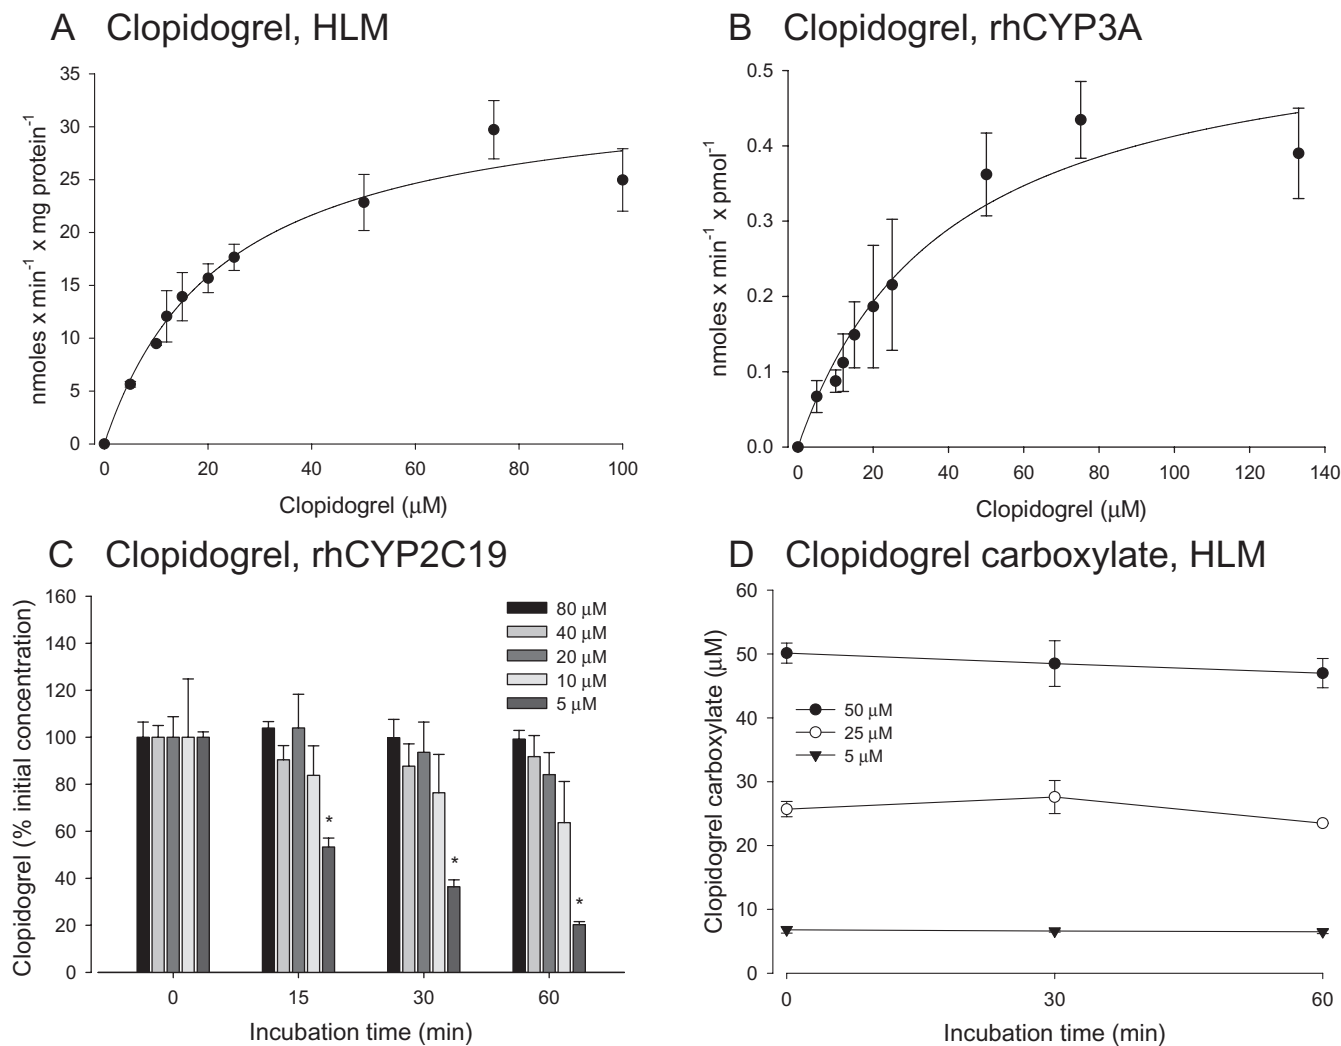 A Clopidogrel, HLM
nmoles x min-1 x mg protein-1
35
30
25
20
15
10
5
0
0 20 40 60 80 100
Clopidogrel (μM)
B Clopidogrel, rhCYP3A
nmoles x min-1 x pmol-1
0.5
0.4
0.3
0.2
0.1
0.0
0 20 40 60 80 100 120 140
Clopidogrel (μM)
C Clopidogrel, rhCYP2C19
Clopidogrel (% initial concentration)
160
140
120
100
80
60
40
20
0
80 μM
40 μM
20 μM
10 μM
5 μM
*
*
*
0 15 30 60
Incubation time (min)
D Clopidogrel carboxylate, HLM
Clopidogrel carboxylate (μM)
60
50
40
30
20
10
0
50 μM
25 μM
5 μM
0 30 60
Incubation time (min)